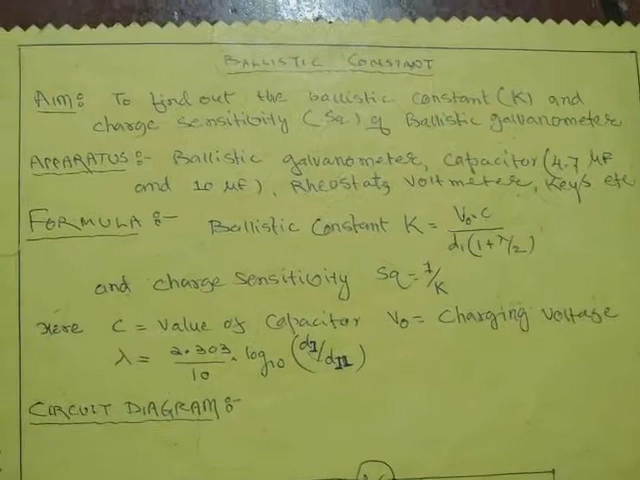 BALLISTIC CONSTANT
AIM: To find out the ballistic constant (K) and
charge sensitivity (Sq) of Ballistic galvanometer
APPARATUS:- Ballistic galvanometer, Capacitor (4.7 μF
and 10 μF), Rheostat, Voltmeter, Keys etc
FORMULA:- Ballistic Constant K = V₀·C / d₁(1+λ/2)
and charge sensitivity Sq = 1/K
Here C = Value of Capacitor V₀ = Charging Voltage
λ = 2.303/10 · log₁₀ (dI/dII)
CIRCUIT DIAGRAM:-